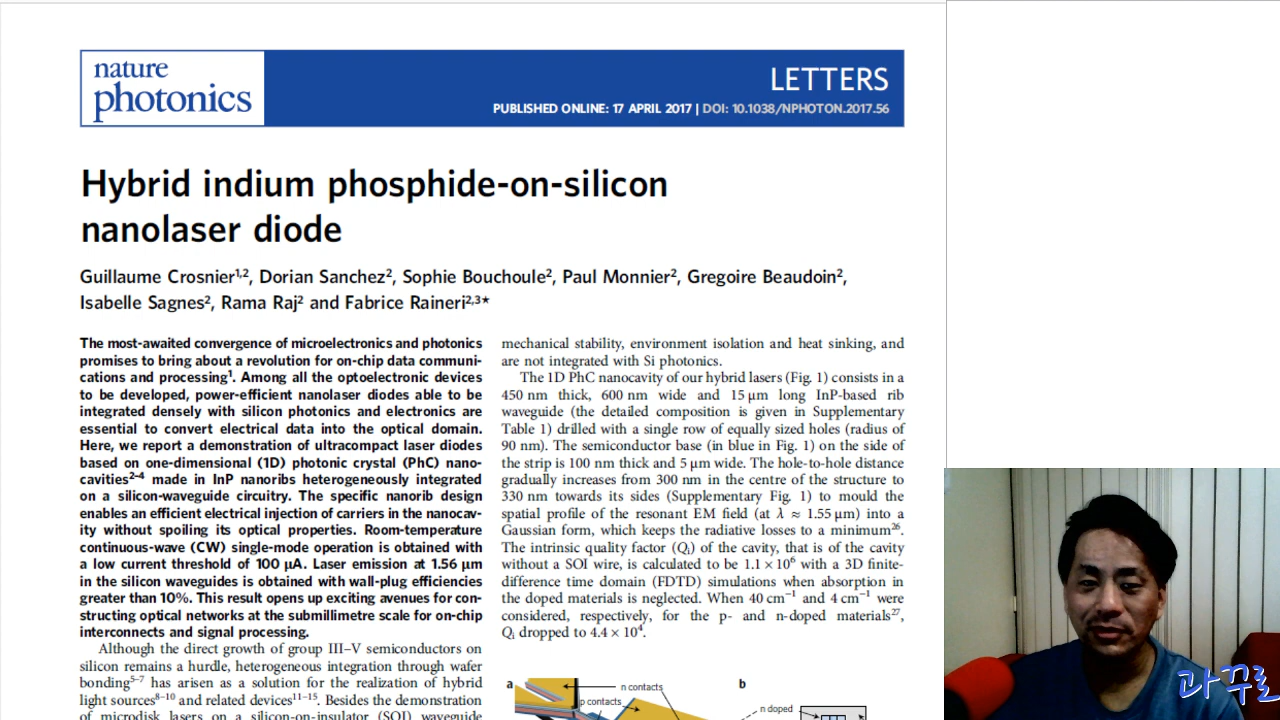 nature
photonics
LETTERS
PUBLISHED ONLINE: 17 APRIL 2017 | DOI: 10.1038/NPHOTON.2017.56
Hybrid indium phosphide-on-silicon
nanolaser diode
Guillaume Crosnier1,2, Dorian Sanchez2, Sophie Bouchoule2, Paul Monnier2, Gregoire Beaudoin2,
Isabelle Sagnes2, Rama Raj2 and Fabrice Raineri2,3★
The most-awaited convergence of microelectronics and photonics
promises to bring about a revolution for on-chip data communi-
cations and processing1. Among all the optoelectronic devices
to be developed, power-efficient nanolaser diodes able to be
integrated densely with silicon photonics and electronics are
essential to convert electrical data into the optical domain.
Here, we report a demonstration of ultracompact laser diodes
based on one-dimensional (1D) photonic crystal (PhC) nano-
cavities2–4 made in InP nanoribs heterogeneously integrated
on a silicon-waveguide circuitry. The specific nanorib design
enables an efficient electrical injection of carriers in the nanocav-
ity without spoiling its optical properties. Room-temperature
continuous-wave (CW) single-mode operation is obtained with
a low current threshold of 100 µA. Laser emission at 1.56 µm
in the silicon waveguides is obtained with wall-plug efficiencies
greater than 10%. This result opens up exciting avenues for con-
structing optical networks at the submillimetre scale for on-chip
interconnects and signal processing.
Although the direct growth of group III–V semiconductors on
silicon remains a hurdle, heterogeneous integration through wafer
bonding5–7 has arisen as a solution for the realization of hybrid
light sources8–10 and related devices11–15. Besides the demonstration
of microdisk lasers on a silicon-on-insulator (SOI) waveguide
mechanical stability, environment isolation and heat sinking, and
are not integrated with Si photonics.
The 1D PhC nanocavity of our hybrid lasers (Fig. 1) consists in a
450 nm thick, 600 nm wide and 15 µm long InP-based rib
waveguide (the detailed composition is given in Supplementary
Table 1) drilled with a single row of equally sized holes (radius of
90 nm). The semiconductor base (in blue in Fig. 1) on the side of
the strip is 100 nm thick and 5 µm wide. The hole-to-hole distance
gradually increases from 300 nm in the centre of the structure to
330 nm towards its sides (Supplementary Fig. 1) to mould the
spatial profile of the resonant EM field (at λ ≈ 1.55 µm) into a
Gaussian form, which keeps the radiative losses to a minimum26.
The intrinsic quality factor (Qi) of the cavity, that is of the cavity
without a SOI wire, is calculated to be 1.1 × 10⁶ with a 3D finite-
difference time domain (FDTD) simulations when absorption in
the doped materials is neglected. When 40 cm⁻¹ and 4 cm⁻¹ were
considered, respectively, for the p- and n-doped materials27,
Qi dropped to 4.4 × 10⁴.
a
n contacts
p contacts
b
n doped
과꾸로